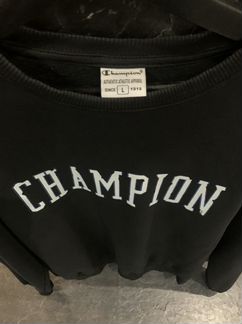 Champion
AUTHENTIC ATHLETIC APPAREL
SINCE L 1919
CHAMPION